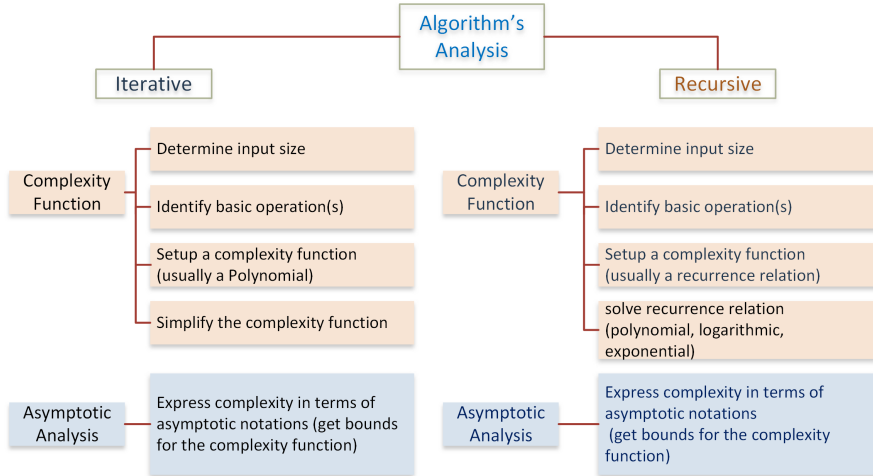 Algorithm's
Analysis
Iterative
Recursive
Complexity
Function
Determine input size
Identify basic operation(s)
Setup a complexity function
(usually a Polynomial)
Simplify the complexity function
Asymptotic
Analysis
Express complexity in terms of
asymptotic notations (get bounds
for the complexity function)
Complexity
Function
Determine input size
Identify basic operation(s)
Setup a complexity function
(usually a recurrence relation)
solve recurrence relation
(polynomial, logarithmic,
exponential)
Asymptotic
Analysis
Express complexity in terms of
asymptotic notations
(get bounds for the complexity
function)